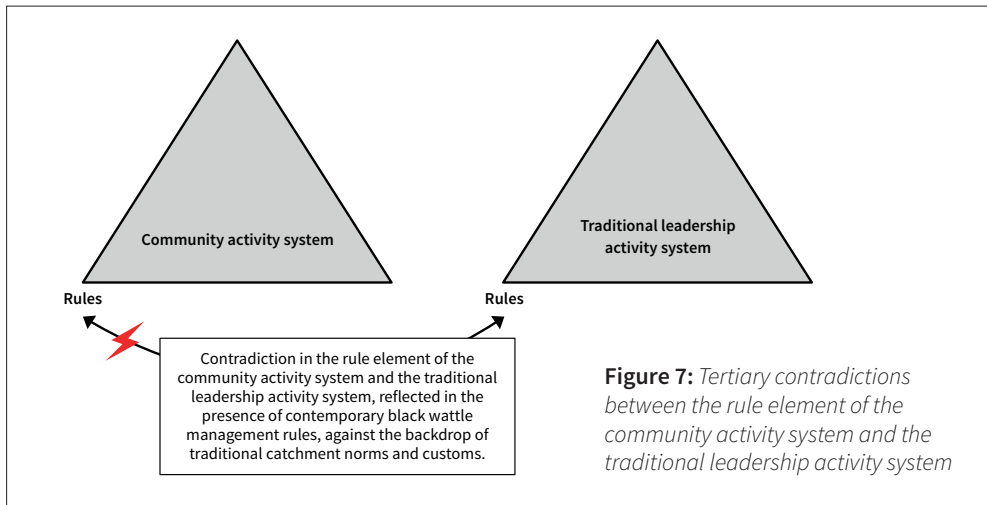 Community activity system
Traditional leadership
activity system
Rules
Rules
Contradiction in the rule element of the
community activity system and the traditional
leadership activity system, reflected in the
presence of contemporary black wattle
management rules, against the backdrop of
traditional catchment norms and customs.
Figure 7: Tertiary contradictions
between the rule element of the
community activity system and the
traditional leadership activity system